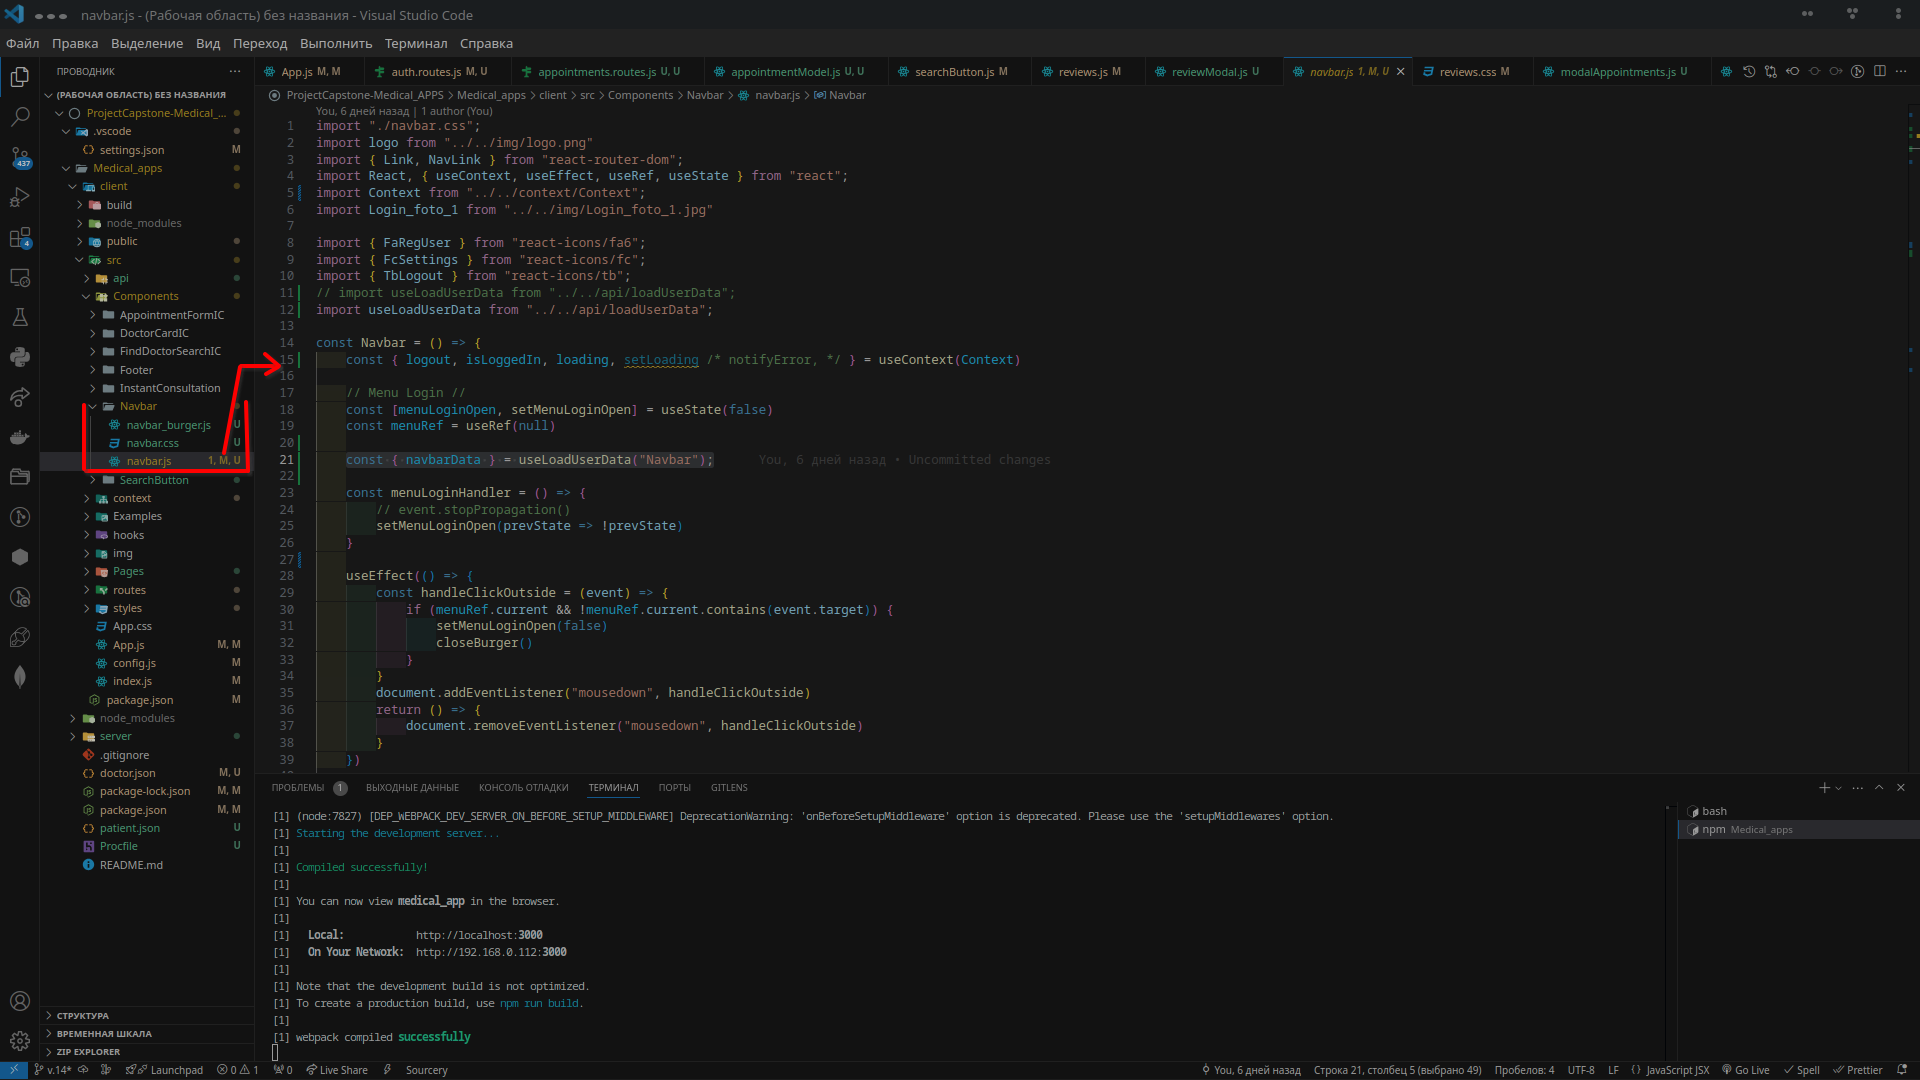 navbar.js - (Рабочая область) без названия - Visual Studio Code
Файл Правка Выделение Вид Переход Выполнить Терминал Справка
ПРОВОДНИК
App.js M, M
auth.routes.js M, U
appointments.routes.js U, U
appointmentModel.js U, U
searchButton.js M
reviews.js M
reviewModal.js U
navbar.js 1, M, U
reviews.css M
modalAppointments.js U
(РАБОЧАЯ ОБЛАСТЬ) БЕЗ НАЗВАНИЯ
ProjectCapstone-Medical_...
.vscode
settings.json M
Medical_apps
client
build
node_modules
public
src
api
Components
AppointmentFormIC
DoctorCardIC
FindDoctorSearchIC
Footer
InstantConsultation
Navbar
navbar_burger.js U
navbar.css U
navbar.js 1, M, U
SearchButton
context
Examples
hooks
img
Pages
routes
styles
App.css
App.js M, M
config.js M
index.js M
package.json M
node_modules
server
.gitignore
doctor.json M, U
package-lock.json M, M
package.json M, M
patient.json U
Procfile U
README.md
СТРУКТУРА
ВРЕМЕННАЯ ШКАЛА
ZIP EXPLORER
437
4
ProjectCapstone-Medical_APPS > Medical_apps > client > src > Components > Navbar > navbar.js > Navbar
You, 6 дней назад | 1 author (You)
1 import "./navbar.css";
2 import logo from "../../img/logo.png"
3 import { Link, NavLink } from "react-router-dom";
4 import React, { useContext, useEffect, useRef, useState } from "react";
5 import Context from "../../context/Context";
6 import Login_foto_1 from "../../img/Login_foto_1.jpg"
7
8 import { FaRegUser } from "react-icons/fa6";
9 import { FcSettings } from "react-icons/fc";
10 import { TbLogout } from "react-icons/tb";
11 // import useLoadUserData from "../../api/loadUserData";
12 import useLoadUserData from "../../api/loadUserData";
13
14 const Navbar = () => {
15 const { logout, isLoggedIn, loading, setLoading /* notifyError, */ } = useContext(Context)
16
17 // Menu Login //
18 const [menuLoginOpen, setMenuLoginOpen] = useState(false)
19 const menuRef = useRef(null)
20
21 const { navbarData } = useLoadUserData("Navbar"); You, 6 дней назад • Uncommitted changes
22
23 const menuLoginHandler = () => {
24 // event.stopPropagation()
25 setMenuLoginOpen(prevState => !prevState)
26 }
27
28 useEffect(() => {
29 const handleClickOutside = (event) => {
30 if (menuRef.current && !menuRef.current.contains(event.target)) {
31 setMenuLoginOpen(false)
32 closeBurger()
33 }
34 }
35 document.addEventListener("mousedown", handleClickOutside)
36 return () => {
37 document.removeEventListener("mousedown", handleClickOutside)
38 }
39 })
ПРОБЛЕМЫ 1 ВЫХОДНЫЕ ДАННЫЕ КОНСОЛЬ ОТЛАДКИ ТЕРМИНАЛ ПОРТЫ GITLENS
[1] (node:7827) [DEP_WEBPACK_DEV_SERVER_ON_BEFORE_SETUP_MIDDLEWARE] DeprecationWarning: 'onBeforeSetupMiddleware' option is deprecated. Please use the 'setupMiddlewares' option.
[1] Starting the development server...
[1]
[1] Compiled successfully!
[1]
[1] You can now view medical_app in the browser.
[1]
[1] Local: http://localhost:3000
[1] On Your Network: http://192.168.0.112:3000
[1]
[1] Note that the development build is not optimized.
[1] To create a production build, use npm run build.
[1]
[1] webpack compiled successfully
bash
npm Medical_apps
v.14* Launchpad 0 1 0 Live Share Sourcery You, 6 дней назад Строка 21, столбец 5 (выбрано 49) Пробелов: 4 UTF-8 LF {} JavaScript JSX Go Live Spell Prettier